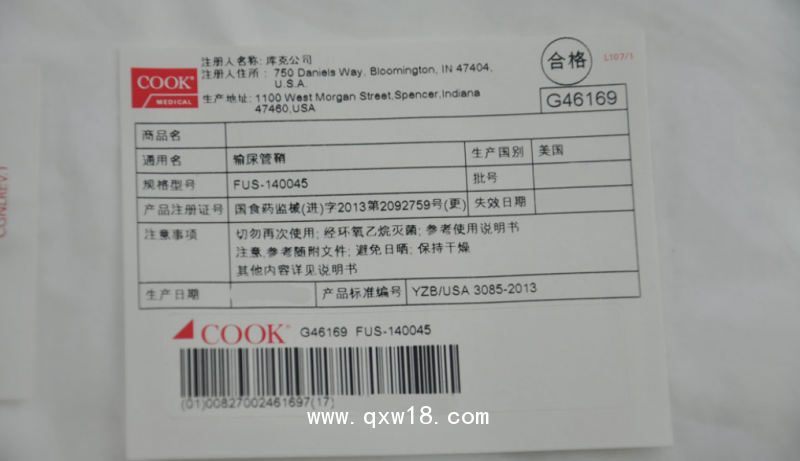 COOK®
MEDICAL
注册人名称: 库克公司
注册人住所: 750 Daniels Way, Bloomington, IN 47404,
U.S.A.
生产地址: 1100 West Morgan Street,Spencer,Indiana
47460,USA
合格
L107/1
G46169
商品名
通用名 输尿管鞘 生产国别 美国
规格型号 FUS-140045 批号
产品注册证号 国食药监械(进)字2013第2092759号(更) 失效日期
注意事项 切勿再次使用; 经环氧乙烷灭菌; 参考使用说明书
注意,参考随附文件; 避免日晒; 保持干燥
其他内容详见说明书
生产日期 产品标准编号 YZB/USA 3085-2013
COOK® G46169 FUS-140045
(01)00827002461697(17)
www.qxw18.com